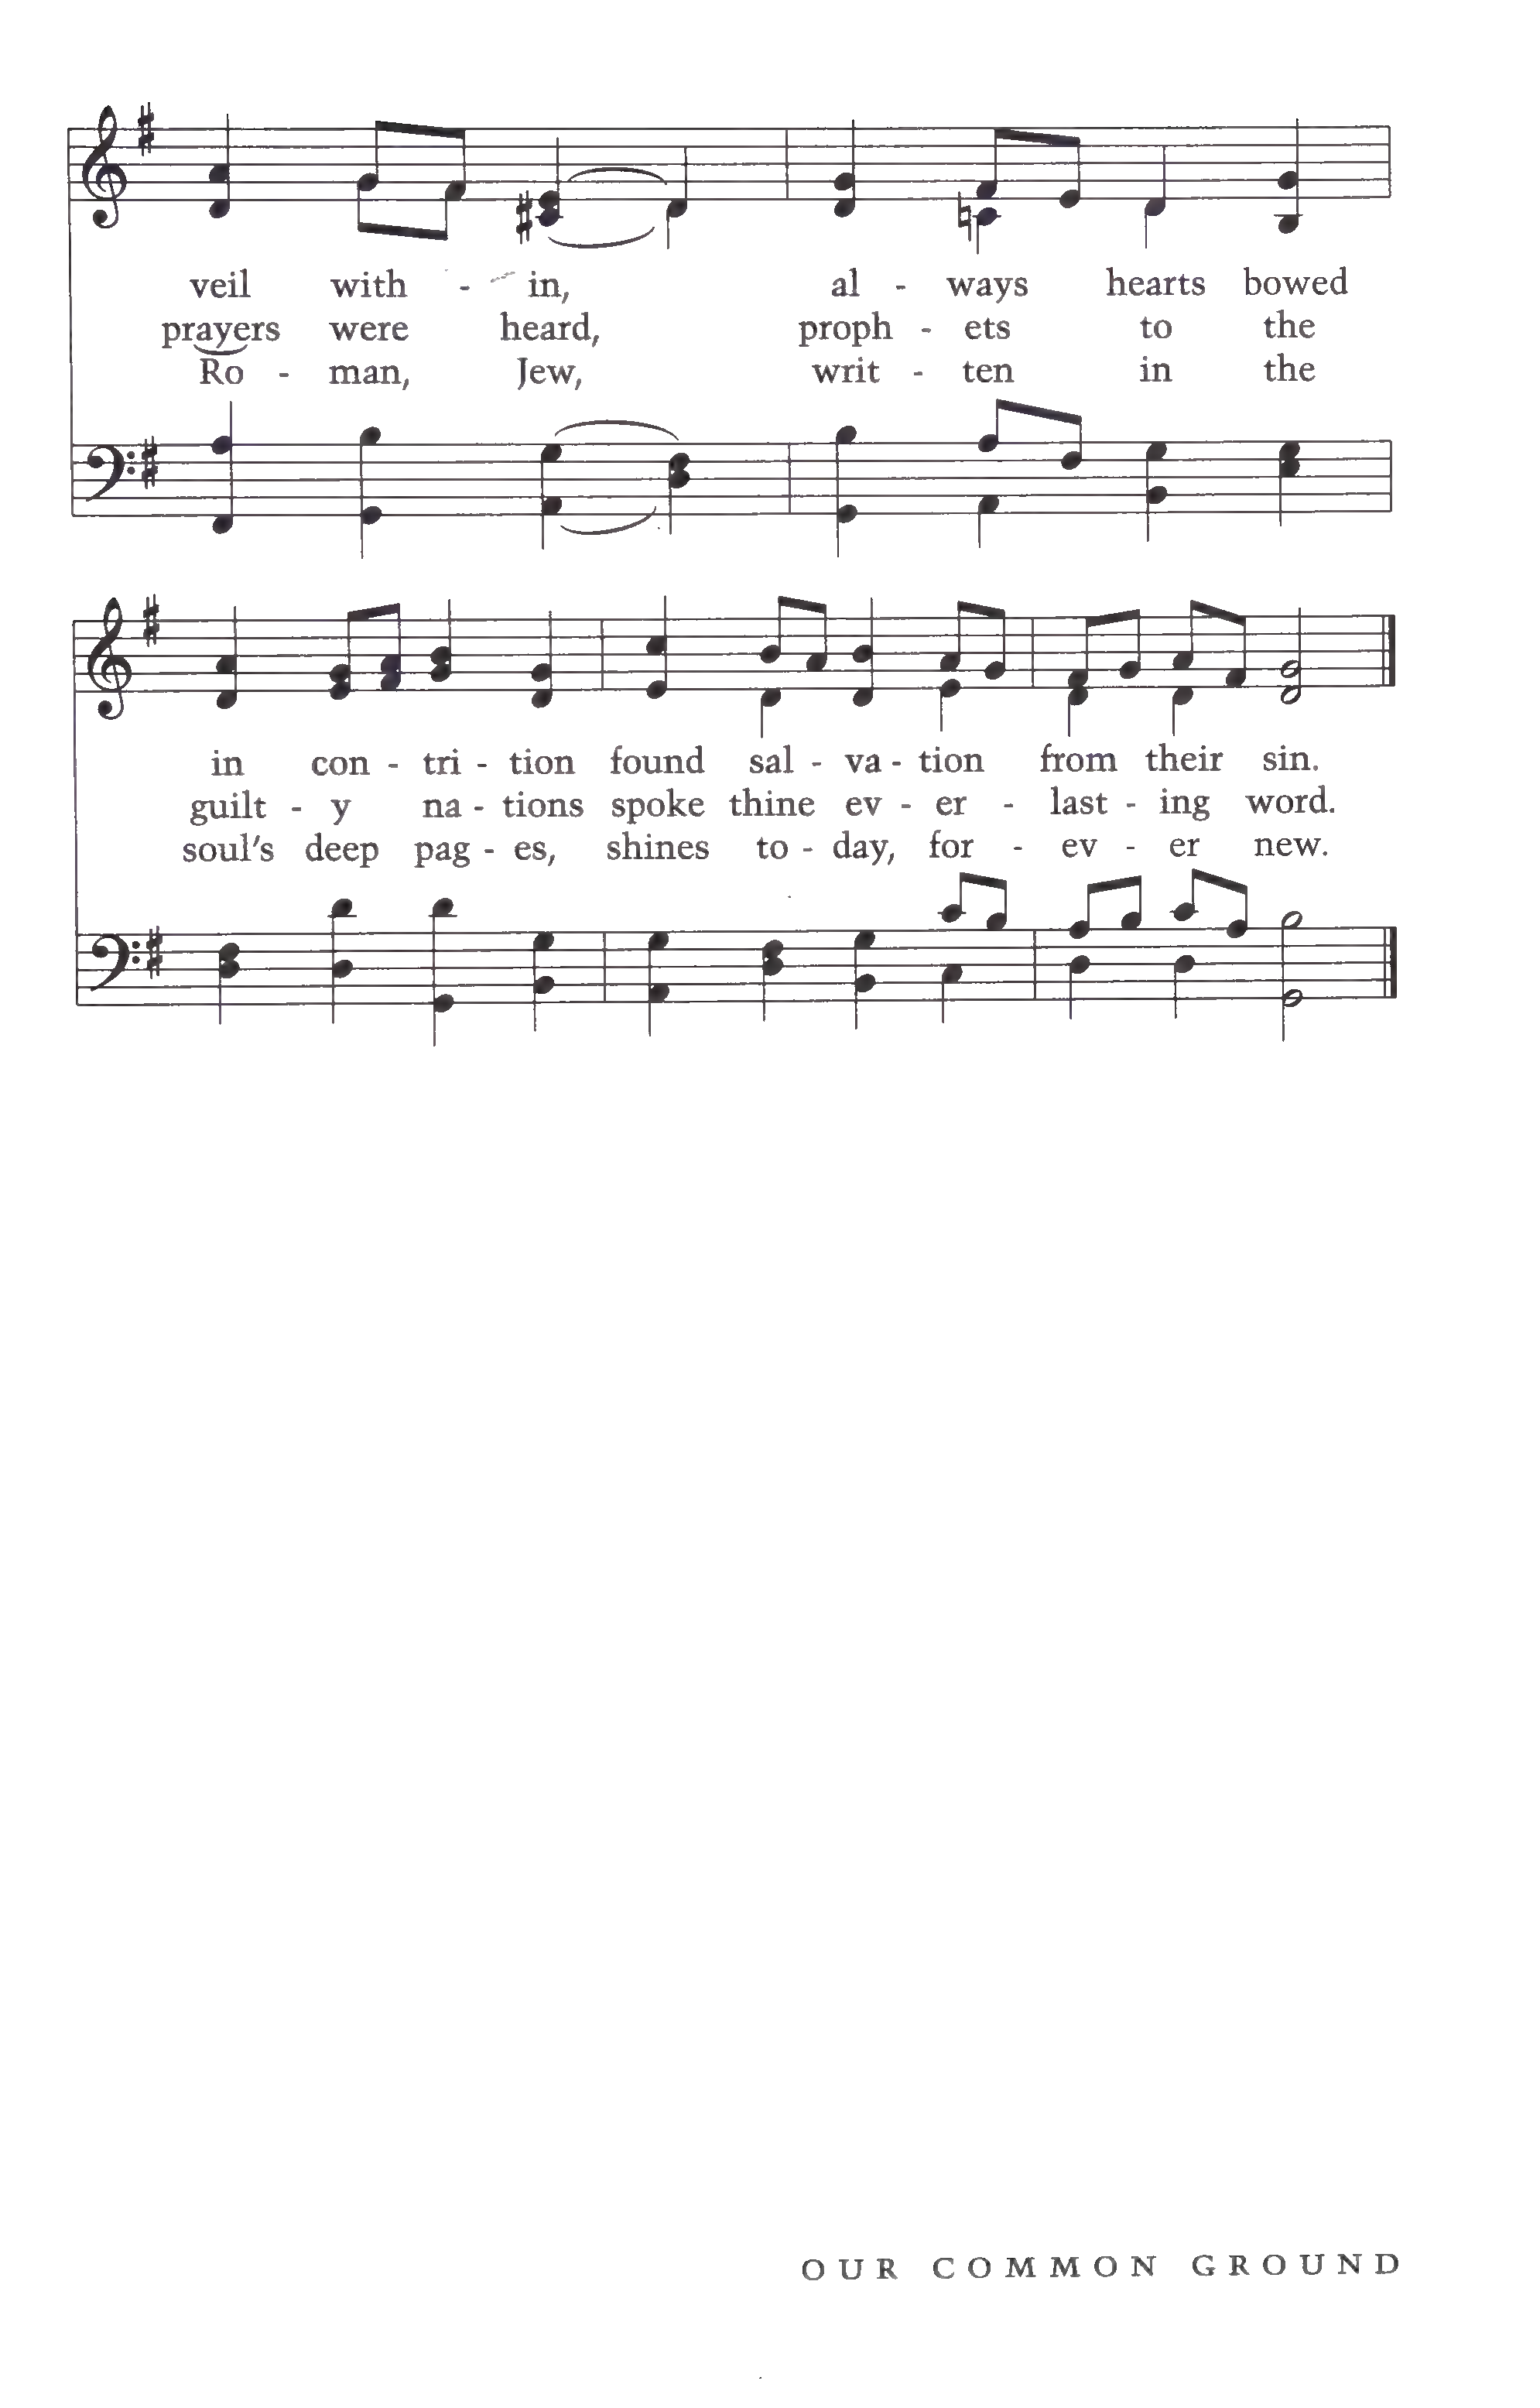 veil with - in, al - ways hearts bowed
prayers were heard, proph - ets to the
Ro - man, Jew, writ - ten in the
in con - tri - tion found sal - va - tion from their sin.
guilt - y na - tions spoke thine ev - er - last - ing word.
soul's deep pag - es, shines to - day, for - ev - er new.
OUR COMMON GROUND